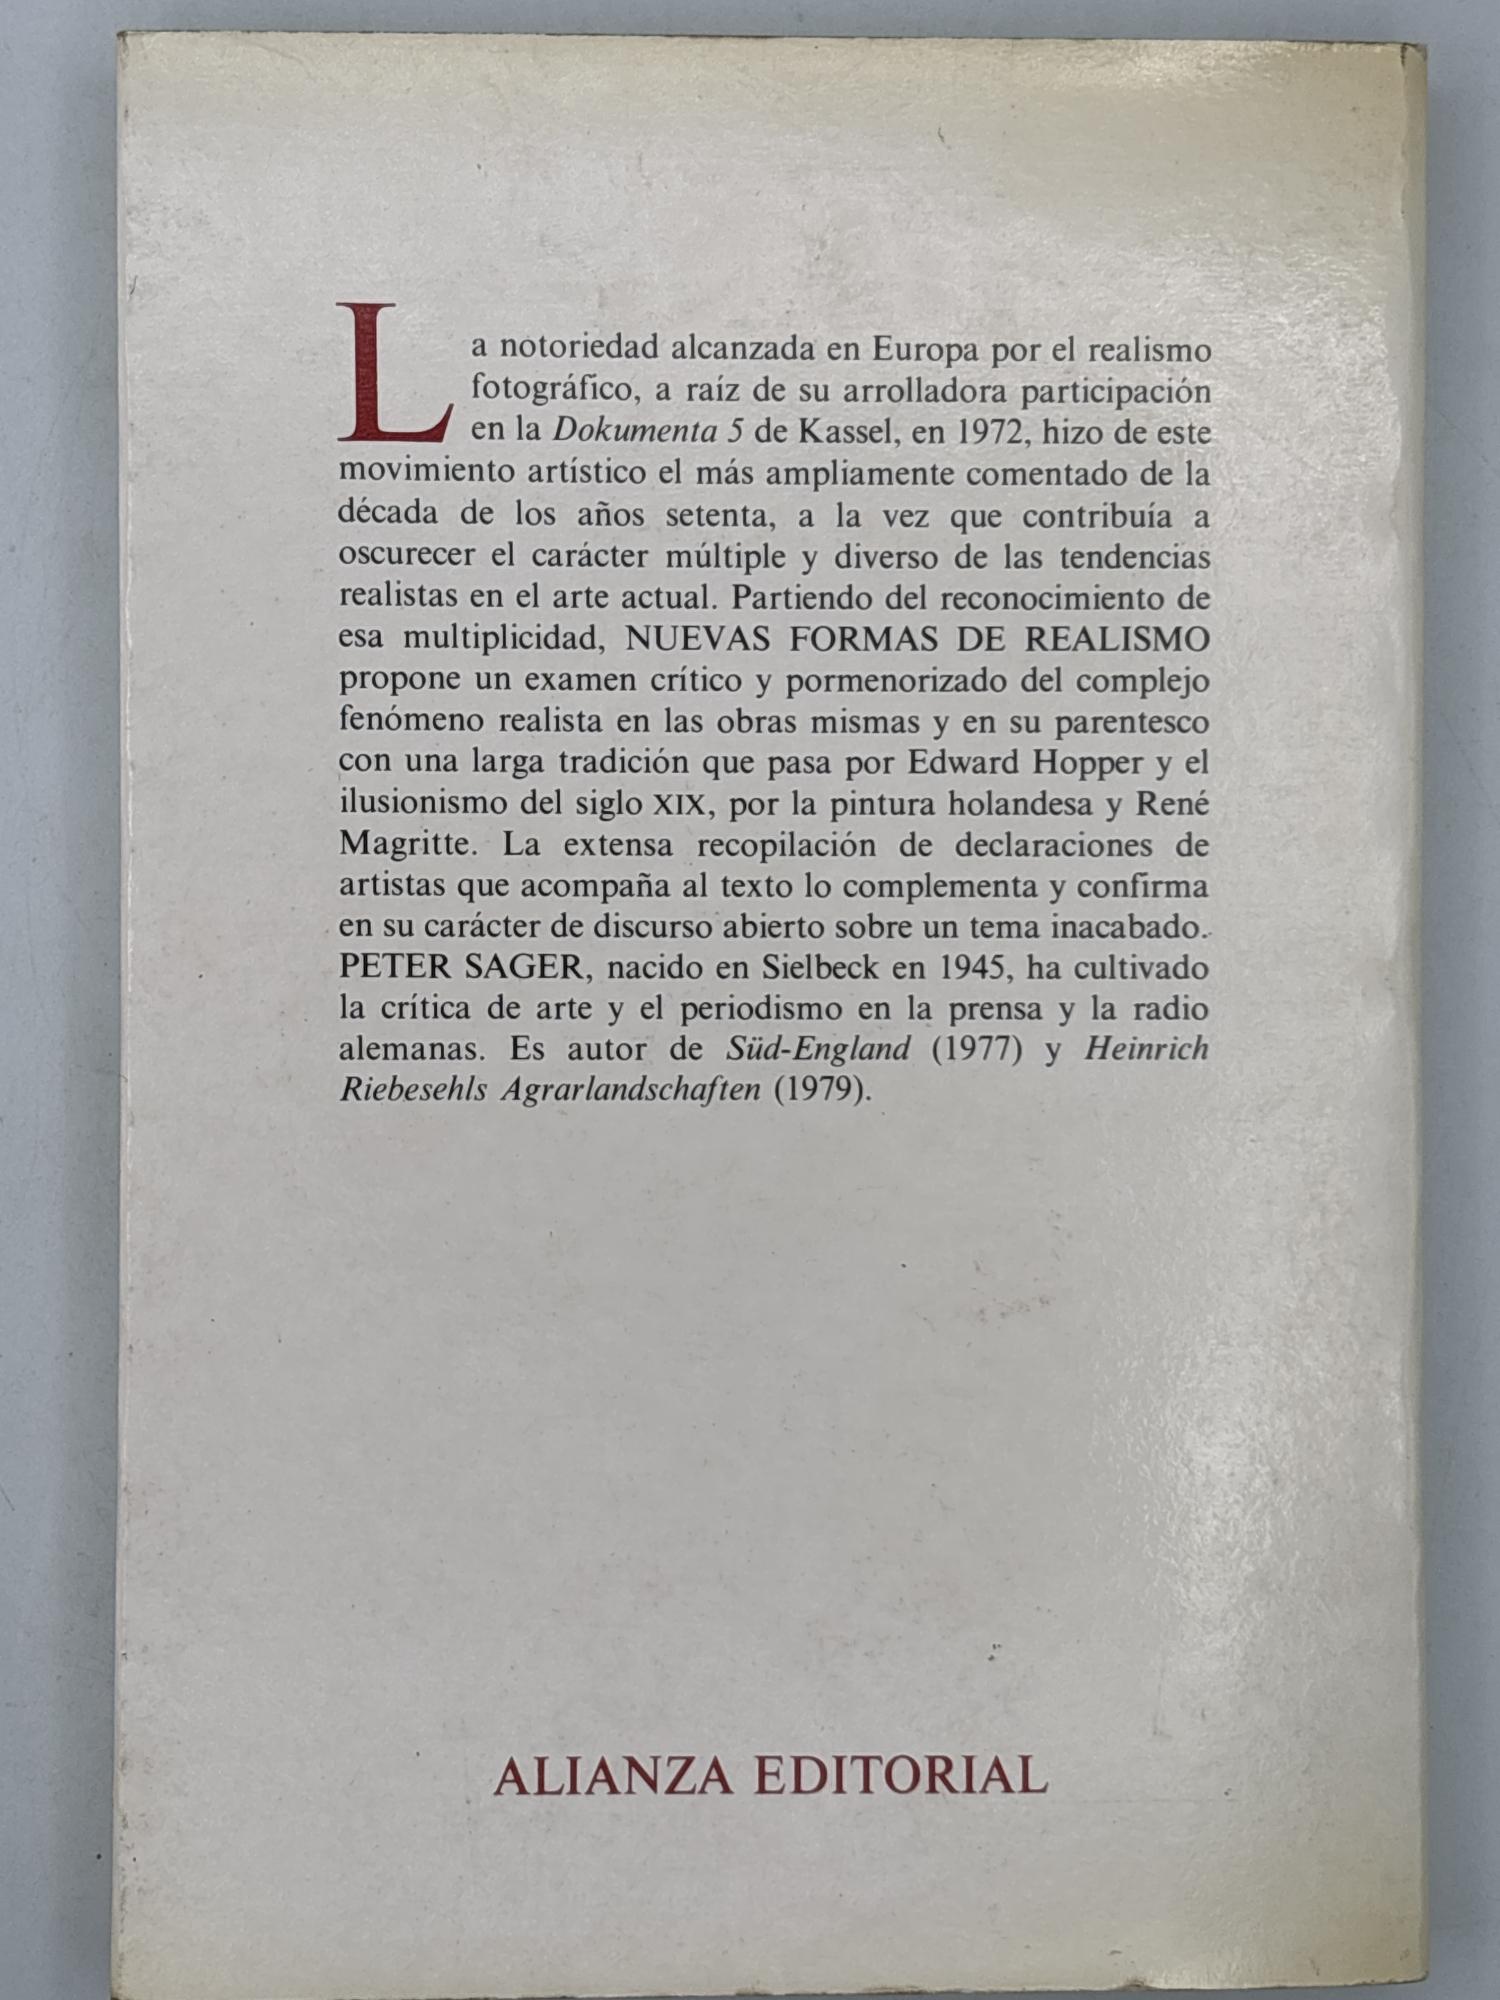 La notoriedad alcanzada en Europa por el realismo
fotográfico, a raíz de su arrolladora participación
en la Dokumenta 5 de Kassel, en 1972, hizo de este
movimiento artístico el más ampliamente comentado de la
década de los años setenta, a la vez que contribuía a
oscurecer el carácter múltiple y diverso de las tendencias
realistas en el arte actual. Partiendo del reconocimiento de
esa multiplicidad, NUEVAS FORMAS DE REALISMO
propone un examen crítico y pormenorizado del complejo
fenómeno realista en las obras mismas y en su parentesco
con una larga tradición que pasa por Edward Hopper y el
ilusionismo del siglo XIX, por la pintura holandesa y René
Magritte. La extensa recopilación de declaraciones de
artistas que acompaña al texto lo complementa y confirma
en su carácter de discurso abierto sobre un tema inacabado.
PETER SAGER, nacido en Sielbeck en 1945, ha cultivado
la crítica de arte y el periodismo en la prensa y la radio
alemanas. Es autor de Süd-England (1977) y Heinrich
Riebesehls Agrarlandschaften (1979).
ALIANZA EDITORIAL